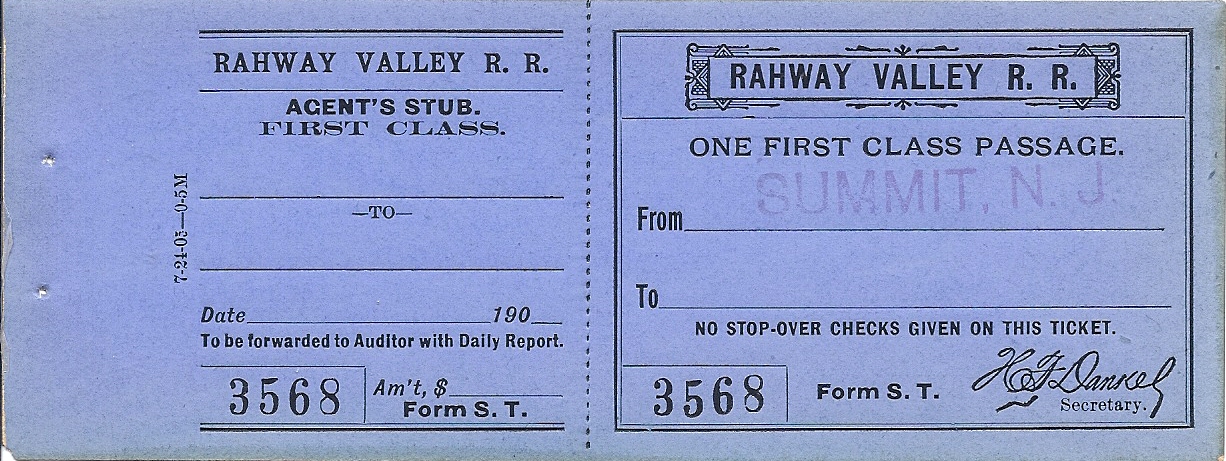 RAHWAY VALLEY R. R.
AGENT'S STUB.
FIRST CLASS.
—TO—
Date 190
To be forwarded to Auditor with Daily Report.
3568
Am't, $
Form S. T.
7-24-05—0-5M
RAHWAY VALLEY R. R.
ONE FIRST CLASS PASSAGE.
SUMMIT, N. J.
From
To
NO STOP-OVER CHECKS GIVEN ON THIS TICKET.
3568
Form S. T.
H F Dankel
Secretary.